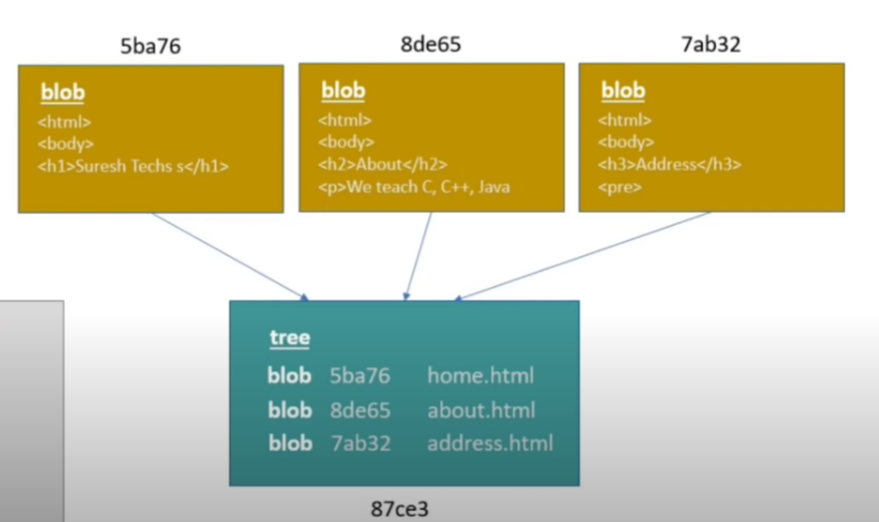 5ba76
blob
<html>
<body>
<h1>Suresh Techs s</h1>
8de65
blob
<html>
<body>
<h2>About</h2>
<p>We teach C, C++, Java
7ab32
blob
<html>
<body>
<h3>Address</h3>
<pre>
tree
blob 5ba76 home.html
blob 8de65 about.html
blob 7ab32 address.html
87ce3